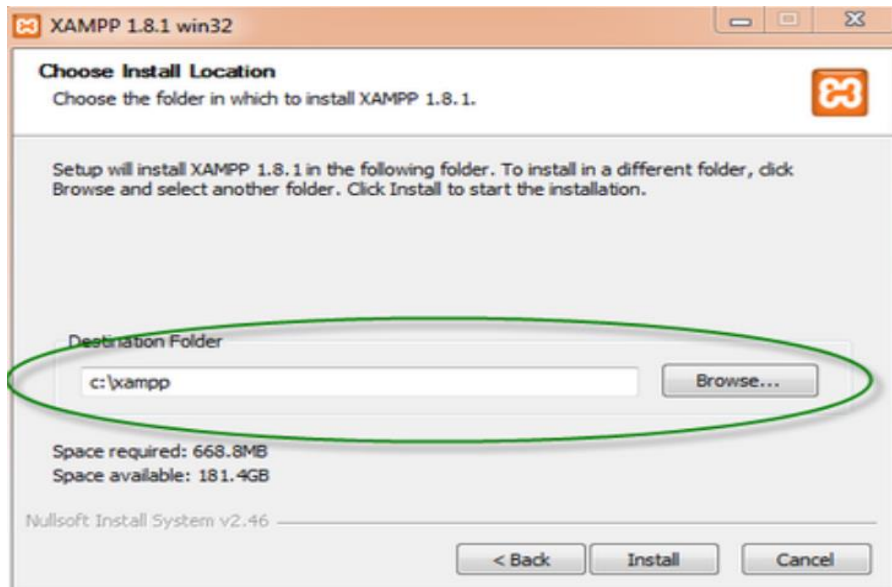 XAMPP 1.8.1 win32
Choose Install Location
Choose the folder in which to install XAMPP 1.8.1.
Setup will install XAMPP 1.8.1 in the following folder. To install in a different folder, click
Browse and select another folder. Click Install to start the installation.
Destination Folder
c:\xampp
Browse...
Space required: 668.8MB
Space available: 181.4GB
Nullsoft Install System v2.46
< Back
Install
Cancel